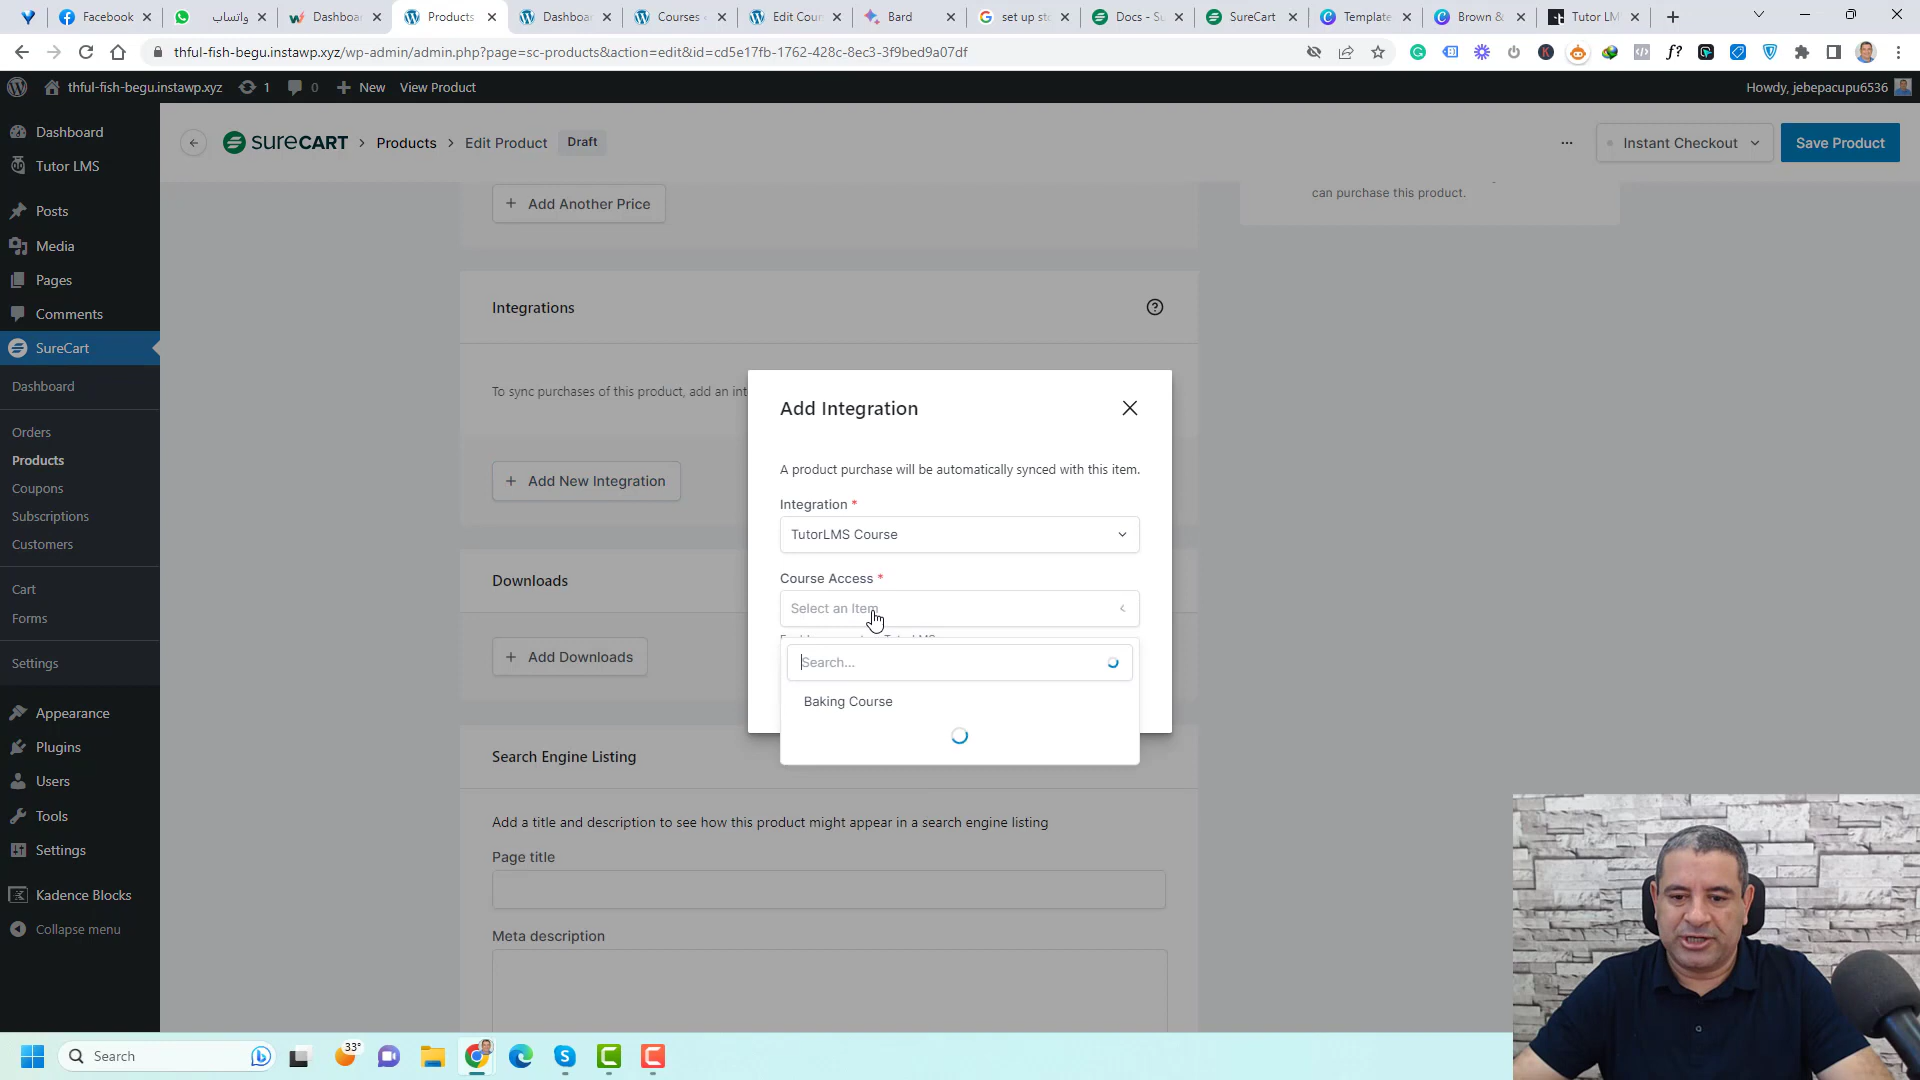 Facebook
واتساب
Dashboa
Products
Dashboa
Courses
Edit Cou
Bard
set up st
Docs - Su
SureCart
Template
Brown &
Tutor LM
thful-fish-begu.instawp.xyz/wp-admin/admin.php?page=sc-products&action=edit&id=cd5e17fb-1762-428c-8ec3-3f9bed9a07df
thful-fish-begu.instawp.xyz
1
0
New
View Product
Howdy, jebepacupu6536
Dashboard
Tutor LMS
Posts
Media
Pages
Comments
SureCart
Dashboard
Orders
Products
Coupons
Subscriptions
Customers
Cart
Forms
Settings
Appearance
Plugins
Users
Tools
Settings
Kadence Blocks
Collapse menu
SURECART > Products > Edit Product Draft
... Instant Checkout Save Product
can purchase this product.
+ Add Another Price
Integrations
To sync purchases of this product, add an int
+ Add New Integration
Downloads
+ Add Downloads
Search Engine Listing
Add a title and description to see how this product might appear in a search engine listing
Page title
Meta description
Add Integration
A product purchase will be automatically synced with this item.
Integration *
TutorLMS Course
Course Access *
Select an Item
Search...
Baking Course
Search
33°